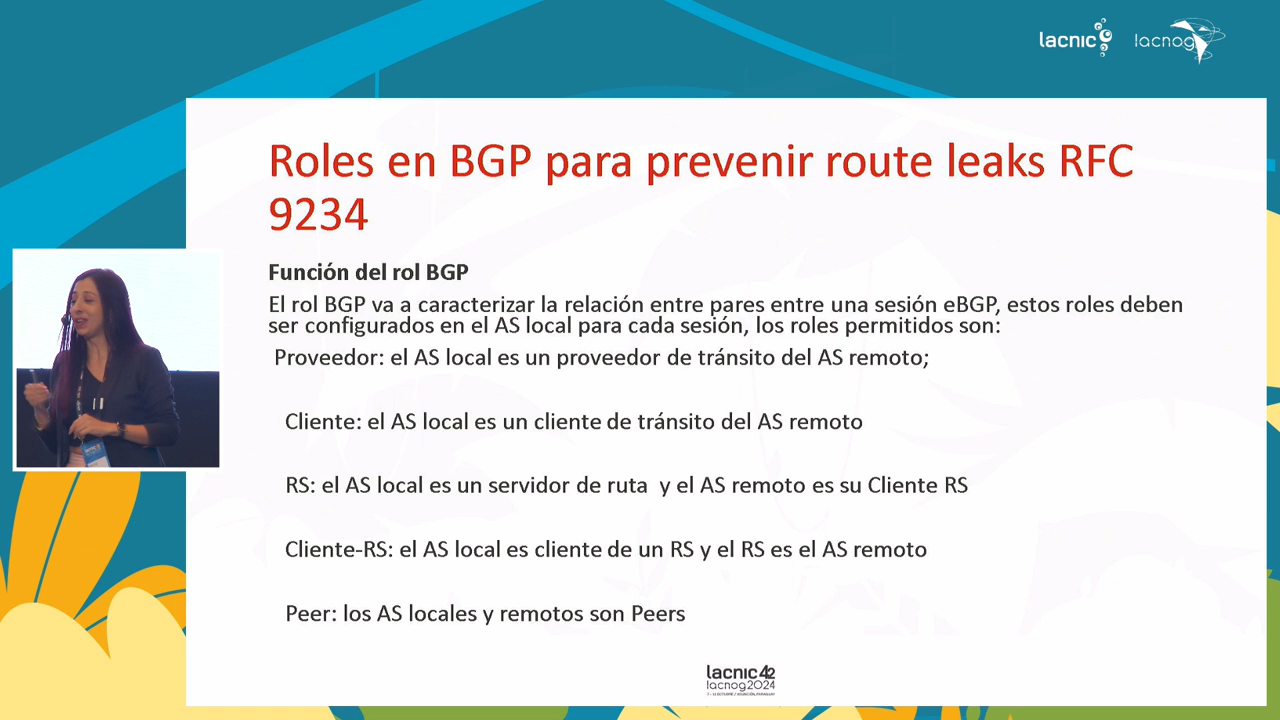 lacnic
lacnog
Roles en BGP para prevenir route leaks RFC
9234
Función del rol BGP
El rol BGP va a caracterizar la relación entre pares entre una sesión eBGP, estos roles deben
ser configurados en el AS local para cada sesión, los roles permitidos son:
Proveedor: el AS local es un proveedor de tránsito del AS remoto;
Cliente: el AS local es un cliente de tránsito del AS remoto
RS: el AS local es un servidor de ruta y el AS remoto es su Cliente RS
Cliente-RS: el AS local es cliente de un RS y el RS es el AS remoto
Peer: los AS locales y remotos son Peers
lacnic42
lacnog2024